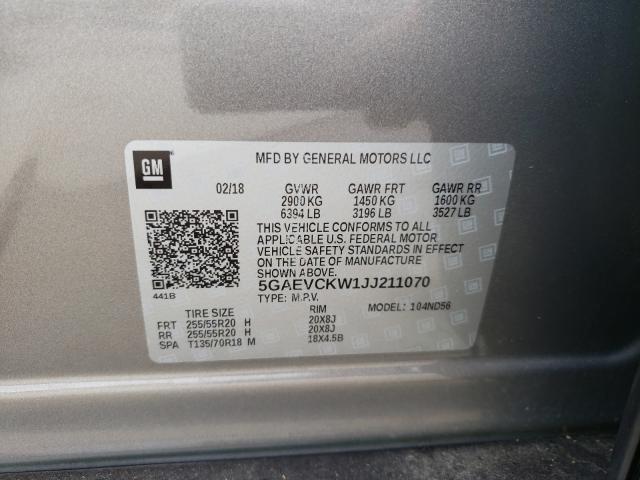 GM
MFD BY GENERAL MOTORS LLC
02/18 GVWR GAWR FRT GAWR RR
2900 KG 1450 KG 1600 KG
6394 LB 3196 LB 3527 LB
THIS VEHICLE CONFORMS TO ALL
APPLICABLE U.S. FEDERAL MOTOR
VEHICLE SAFETY STANDARDS IN EFFECT
ON THE DATE OF MANUFACTURE
SHOWN ABOVE.
441B
5GAEVCKW1JJ211070
TYPE: M.P.V. MODEL: 104ND56
TIRE SIZE RIM
FRT 255/55R20 H 20X8J
RR 255/55R20 H 20X8J
SPA T135/70R18 M 18X4.5B